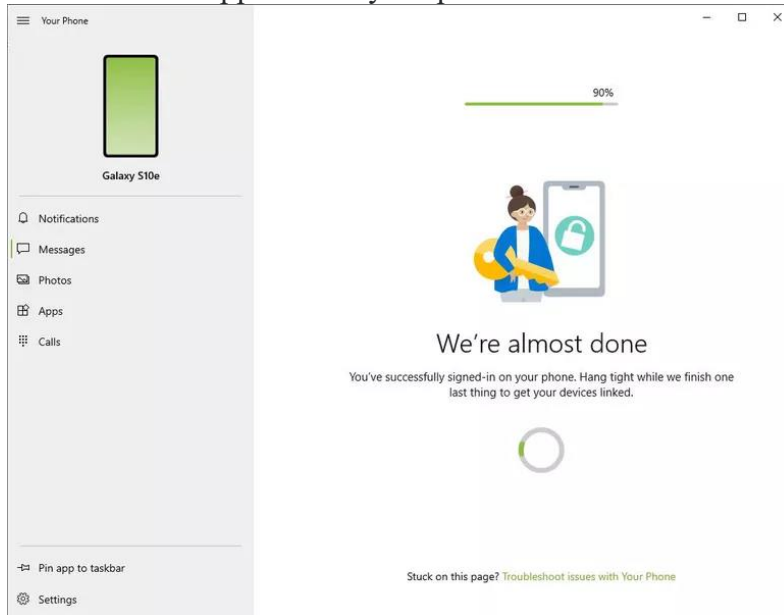 Your Phone
Galaxy S10e
Notifications
Messages
Photos
Apps
Calls
Pin app to taskbar
Settings
90%
We're almost done
You've successfully signed-in on your phone. Hang tight while we finish one
last thing to get your devices linked.
Stuck on this page? Troubleshoot issues with Your Phone